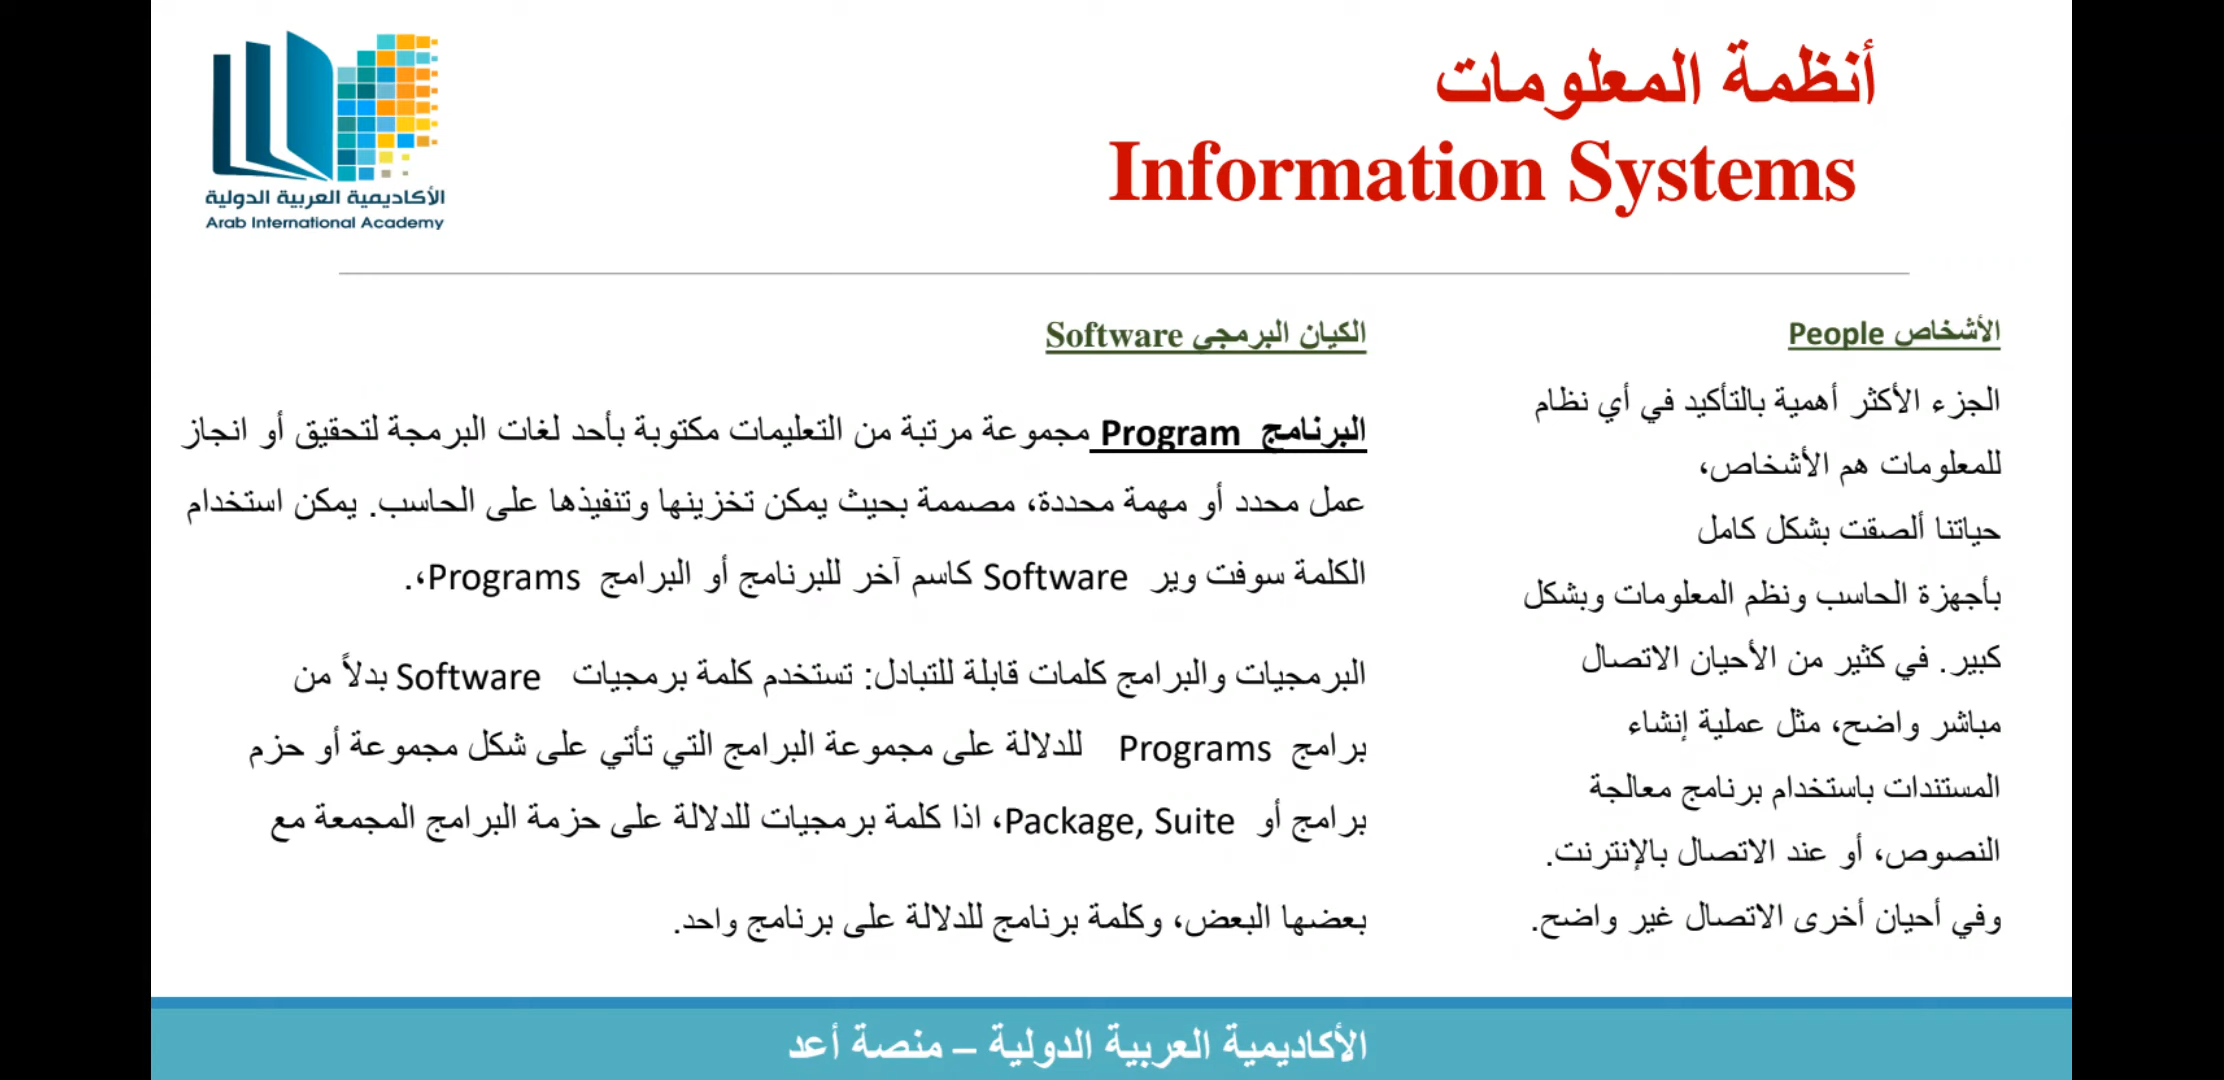 الأكاديمية العربية الدولية
Arab International Academy
أنظمة المعلومات
Information Systems
الأشخاص People
الجزء الأكثر أهمية بالتأكيد في أي نظام
للمعلومات هم الأشخاص،
حياتنا ألصقت بشكل كامل
بأجهزة الحاسب ونظم المعلومات وبشكل
كبير. في كثير من الأحيان الاتصال
مباشر واضح، مثل عملية إنشاء
المستندات باستخدام برنامج معالجة
النصوص، أو عند الاتصال بالإنترنت.
وفي أحيان أخرى الاتصال غير واضح.
الكيان البرمجي Software
البرنامج Program مجموعة مرتبة من التعليمات مكتوبة بأحد لغات البرمجة لتحقيق أو انجاز
عمل محدد أو مهمة محددة، مصممة بحيث يمكن تخزينها وتنفيذها على الحاسب. يمكن استخدام
الكلمة سوفت وير Software كاسم آخر للبرنامج أو البرامج Programs،.
البرمجيات والبرامج كلمات قابلة للتبادل: تستخدم كلمة برمجيات Software بدلاً من
برامج Programs للدلالة على مجموعة البرامج التي تأتي على شكل مجموعة أو حزم
برامج أو Package, Suite، اذا كلمة برمجيات للدلالة على حزمة البرامج المجمعة مع
بعضها البعض، وكلمة برنامج للدلالة على برنامج واحد.
الأكاديمية العربية الدولية – منصة أعد